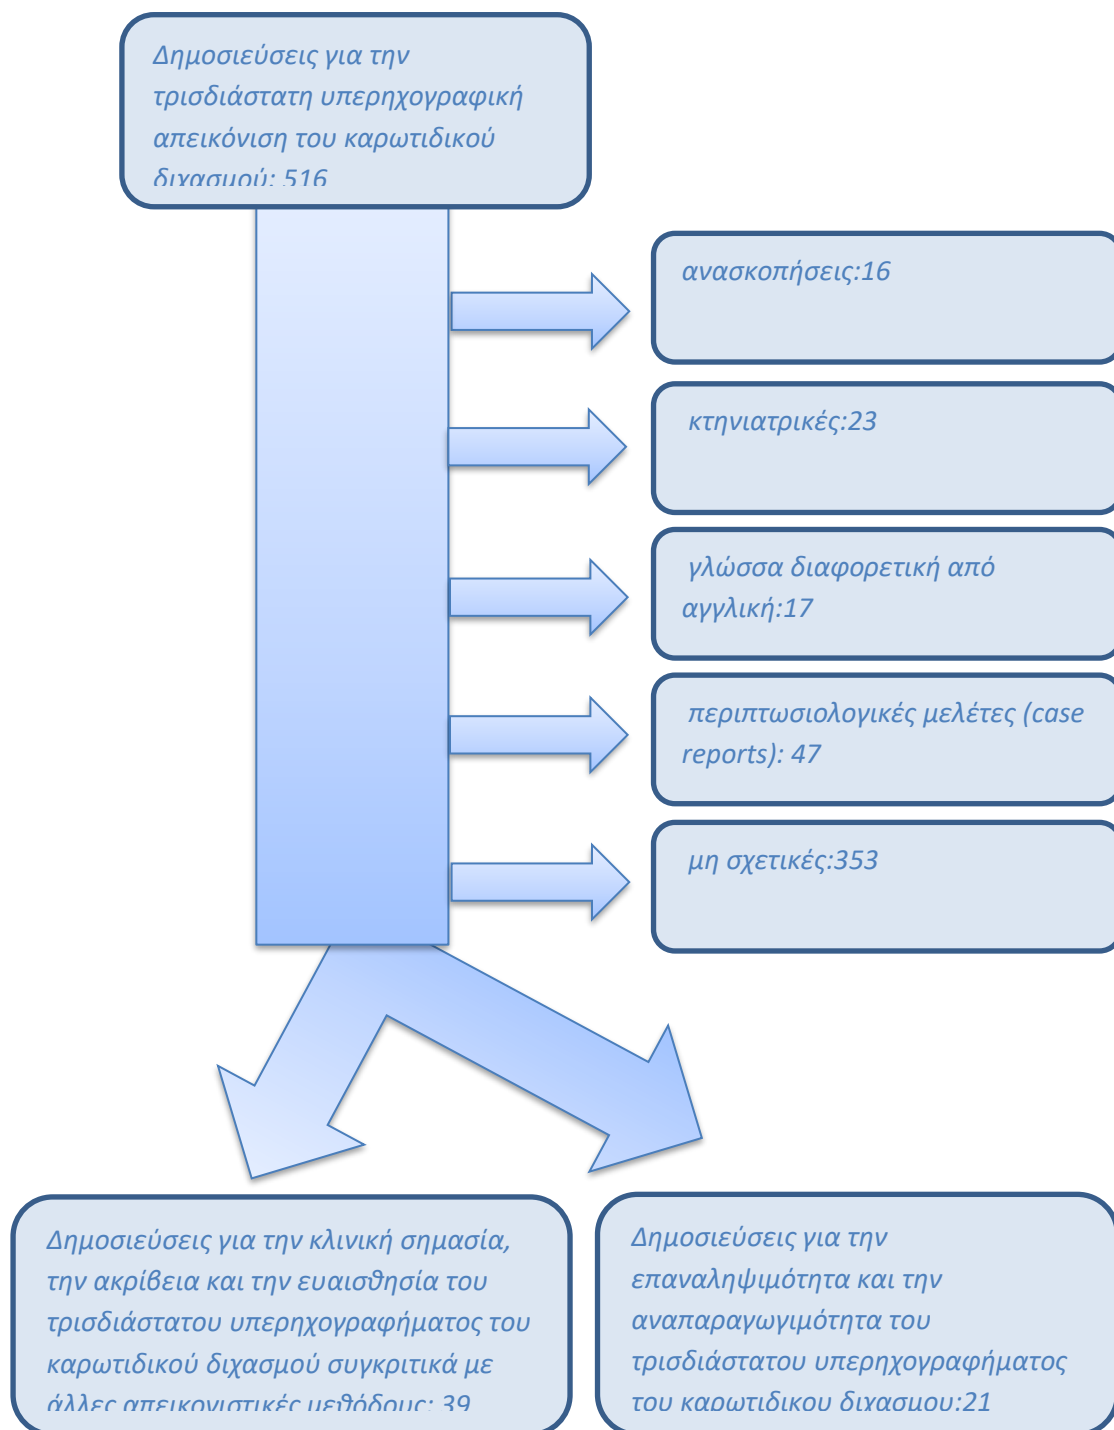 Δημοσιεύσεις για την
τρισδιάστατη υπερηχογραφική
απεικόνιση του καρωτιδικού
διχασμού: 516
ανασκοπήσεις:16
κτηνιατρικές:23
γλώσσα διαφορετική από
αγγλική:17
περιπτωσιολογικές μελέτες (case
reports): 47
μη σχετικές:353
Δημοσιεύσεις για την κλινική σημασία,
την ακρίβεια και την ευαισθησία του
τρισδιάστατου υπερηχογραφήματος του
καρωτιδικού διχασμού συγκριτικά με
άλλες απεικονιστικές μεθόδους: 39
Δημοσιεύσεις για την
επαναληψιμότητα και την
αναπαραγωγιμότητα του
τρισδιάστατου υπερηχογραφήματος
του καρωτιδικου διχασμου:21